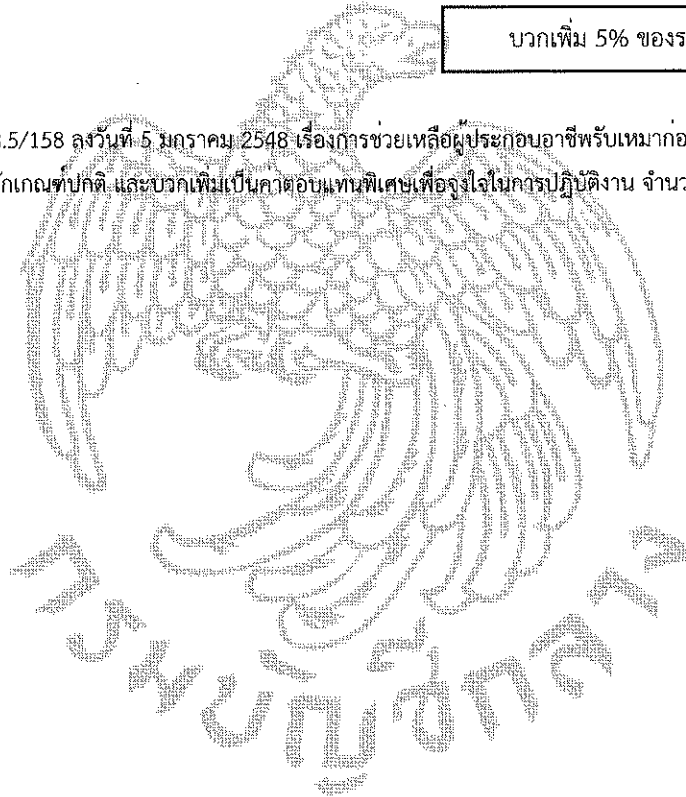 บวกเพิ่ม 5% ของร
.5/158 ลงวันที่ 5 มกราคม 2548 เรื่องการช่วยเหลือผู้ประกอบอาชีพรับเหมาก่อ
ักเกณฑ์ปกติ และบวกเพิ่มเป็นค่าตอบแทนพิเศษเพื่อจูงใจในการปฏิบัติงาน จำนว
กรมบัญชีกลาง